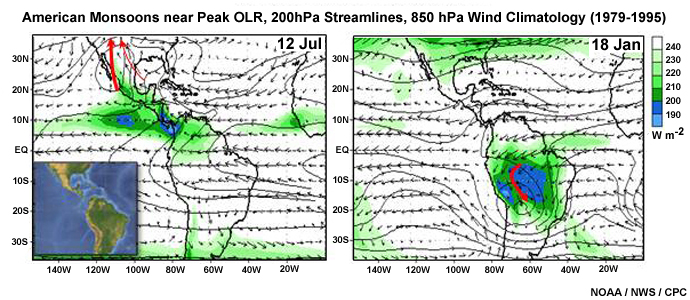 American Monsoons near Peak OLR, 200hPa Streamlines, 850 hPa Wind Climatology (1979-1995)
12 Jul
18 Jan
30N
20N
10N
EQ
10S
20S
30S
140W 120W 100W 80W 60W 40W 20W
30N
20N
10N
EQ
10S
20S
30S
140W 120W 100W 80W 60W 40W 20W
240
230
220
210
200
190
W m-2
NOAA / NWS / CPC